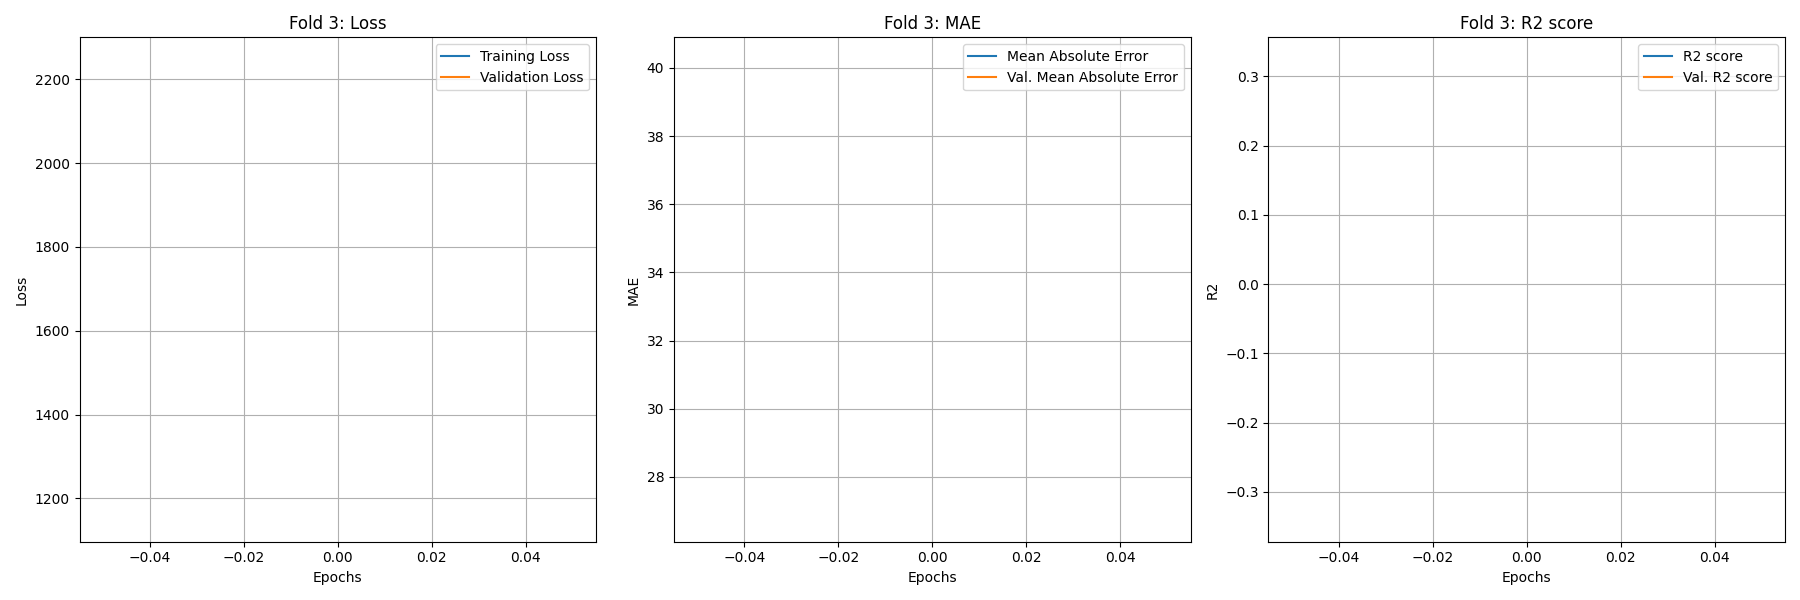 Fold 3: Loss
Training Loss
Validation Loss
2200
2000
1800
1600
1400
1200
Loss
−0.04 −0.02 0.00 0.02 0.04
Epochs
Fold 3: MAE
Mean Absolute Error
Val. Mean Absolute Error
40
38
36
34
32
30
28
MAE
−0.04 −0.02 0.00 0.02 0.04
Epochs
Fold 3: R2 score
R2 score
Val. R2 score
0.3
0.2
0.1
0.0
−0.1
−0.2
−0.3
R2
−0.04 −0.02 0.00 0.02 0.04
Epochs